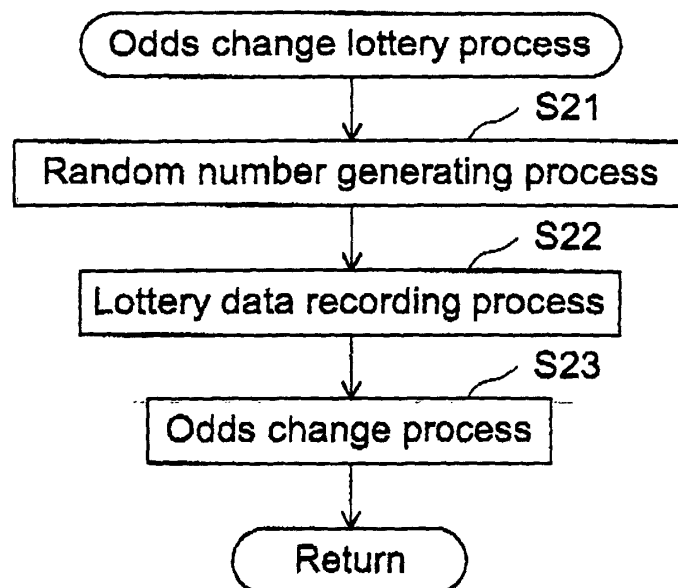 Odds change lottery process
S21
Random number generating process
S22
Lottery data recording process
S23
Odds change process
Return